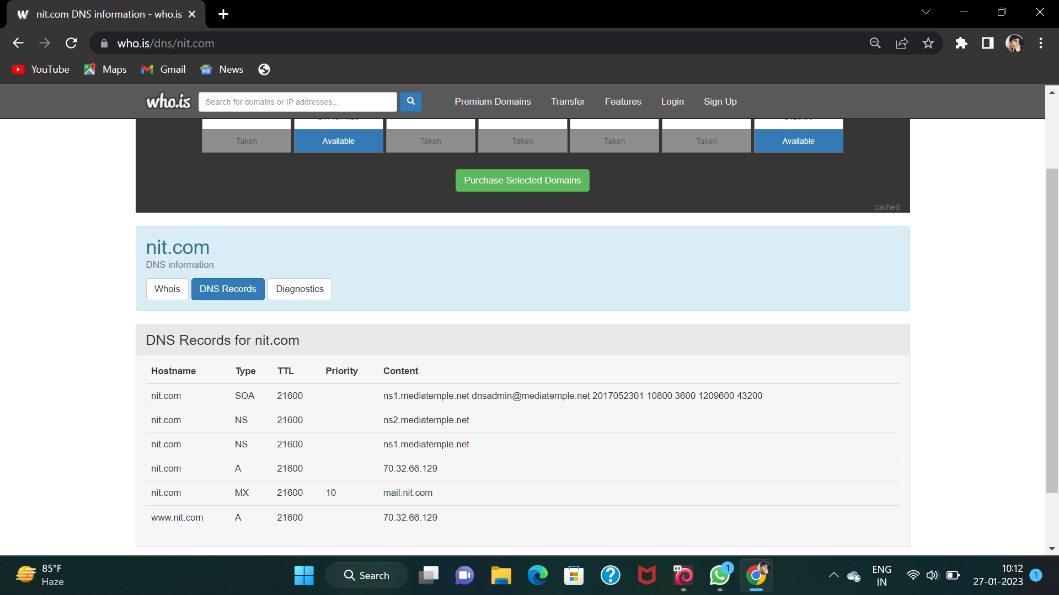 W nit.com DNS information - who.is
who.is/dns/nit.com
YouTube Maps Gmail News
who.is Search for domains or IP addresses... Premium Domains Transfer Features Login Sign Up
Taken Available Taken Taken Taken Taken Available
Purchase Selected Domains
cached
nit.com
DNS information
Whois DNS Records Diagnostics
DNS Records for nit.com
Hostname Type TTL Priority Content
nit.com SOA 21600 ns1.mediatemple.net dnsadmin@mediatemple.net 2017052301 10800 3600 1209600 43200
nit.com NS 21600 ns2.mediatemple.net
nit.com NS 21600 ns1.mediatemple.net
nit.com A 21600 70.32.66.129
nit.com MX 21600 10 mail.nit.com
www.nit.com A 21600 70.32.66.129
85°F
Haze
Search
1
ENG
IN
10:12
27-01-2023
1